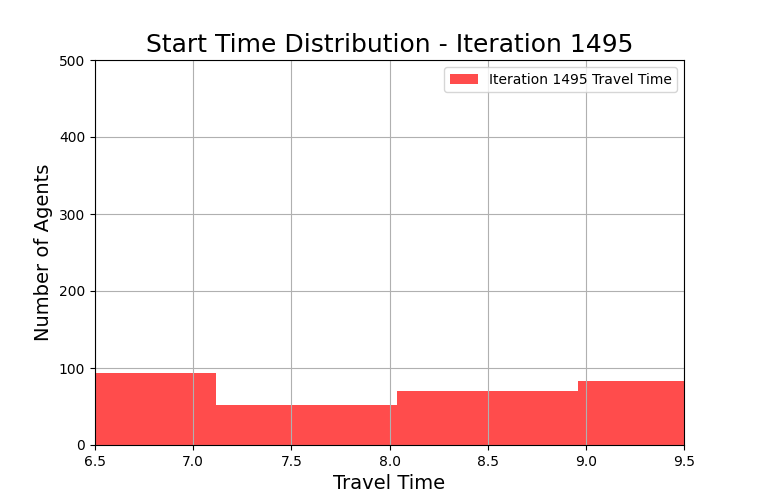 Start Time Distribution - Iteration 1495
Iteration 1495 Travel Time
Number of Agents
500
400
300
200
100
0
6.5 7.0 7.5 8.0 8.5 9.0 9.5
Travel Time